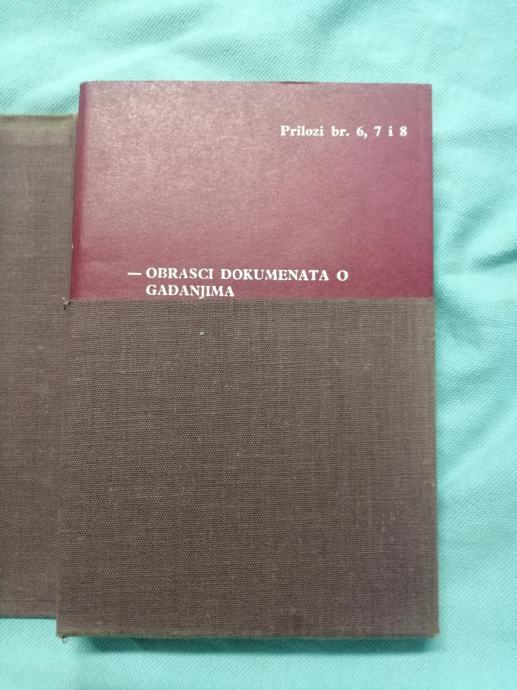 Prilozi br. 6, 7 i 8
— OBRASCI DOKUMENATA O
GAĐANJIMA